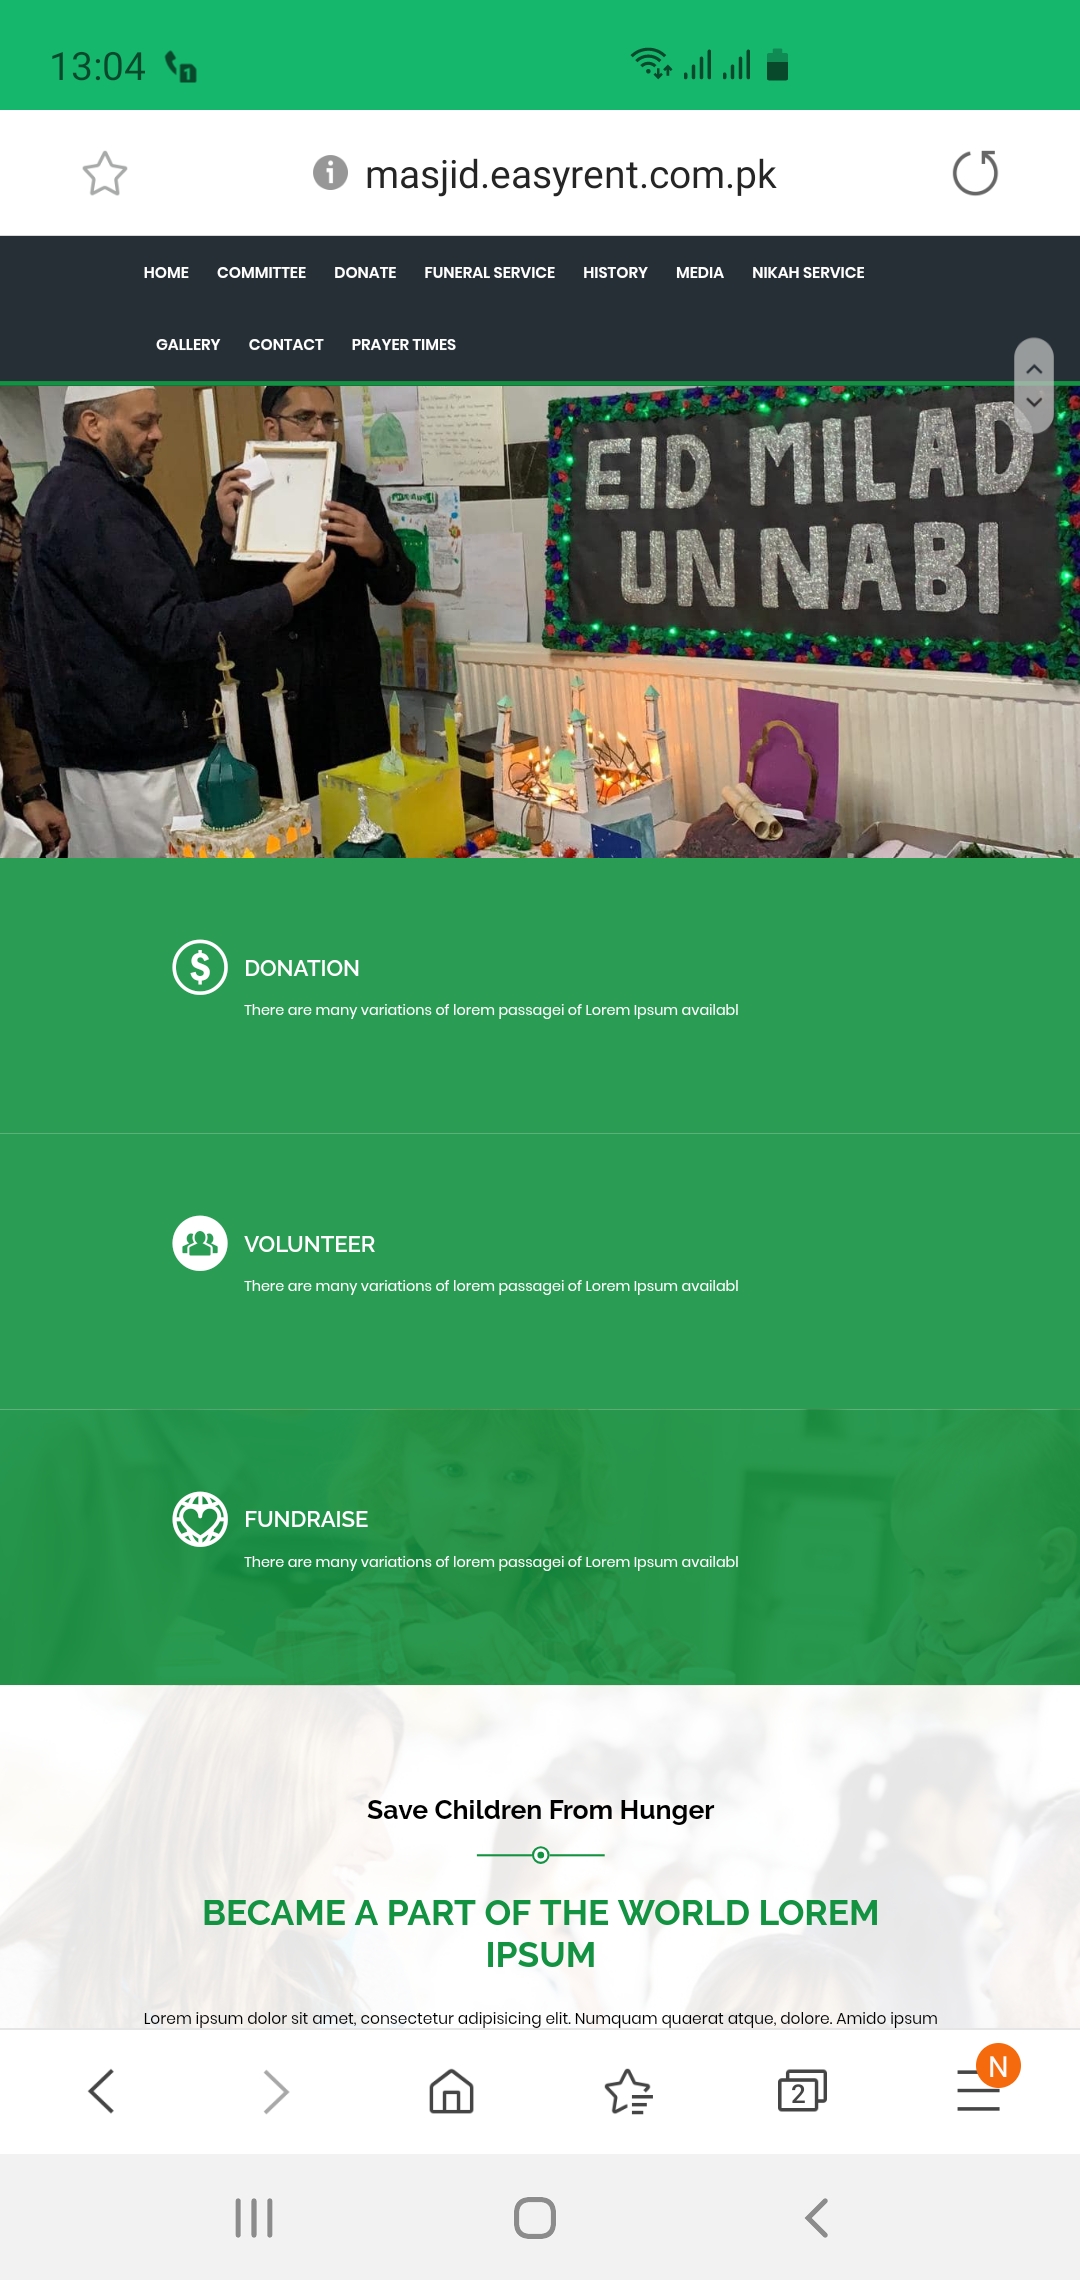 13:04
masjid.easyrent.com.pk
HOME COMMITTEE DONATE FUNERAL SERVICE HISTORY MEDIA NIKAH SERVICE
GALLERY CONTACT PRAYER TIMES
EID MILAD
UN NABI
DONATION
There are many variations of lorem passagei of Lorem Ipsum availabl
VOLUNTEER
There are many variations of lorem passagei of Lorem Ipsum availabl
FUNDRAISE
There are many variations of lorem passagei of Lorem Ipsum availabl
Save Children From Hunger
BECAME A PART OF THE WORLD LOREM
IPSUM
Lorem ipsum dolor sit amet, consectetur adipisicing elit. Numquam quaerat atque, dolore. Amido ipsum
2
N